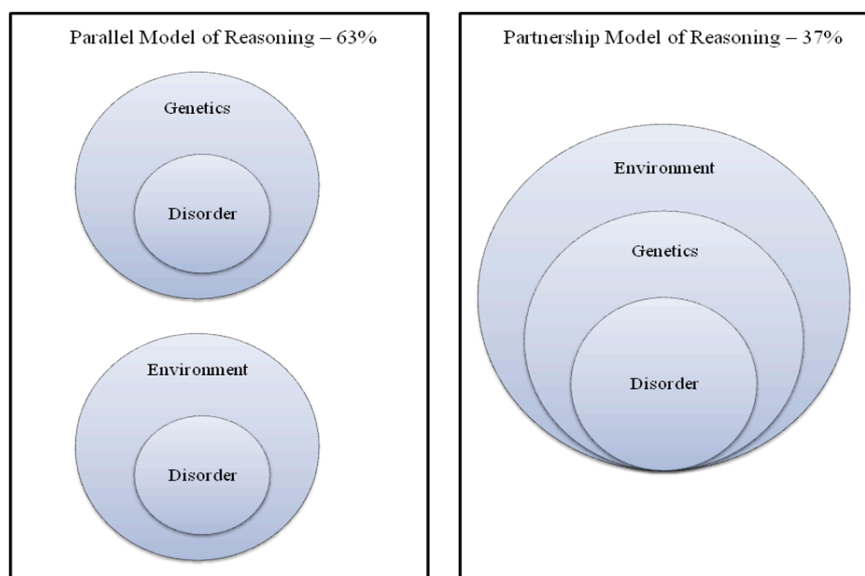 Parallel Model of Reasoning – 63%
Genetics
Disorder
Environment
Disorder
Partnership Model of Reasoning – 37%
Environment
Genetics
Disorder